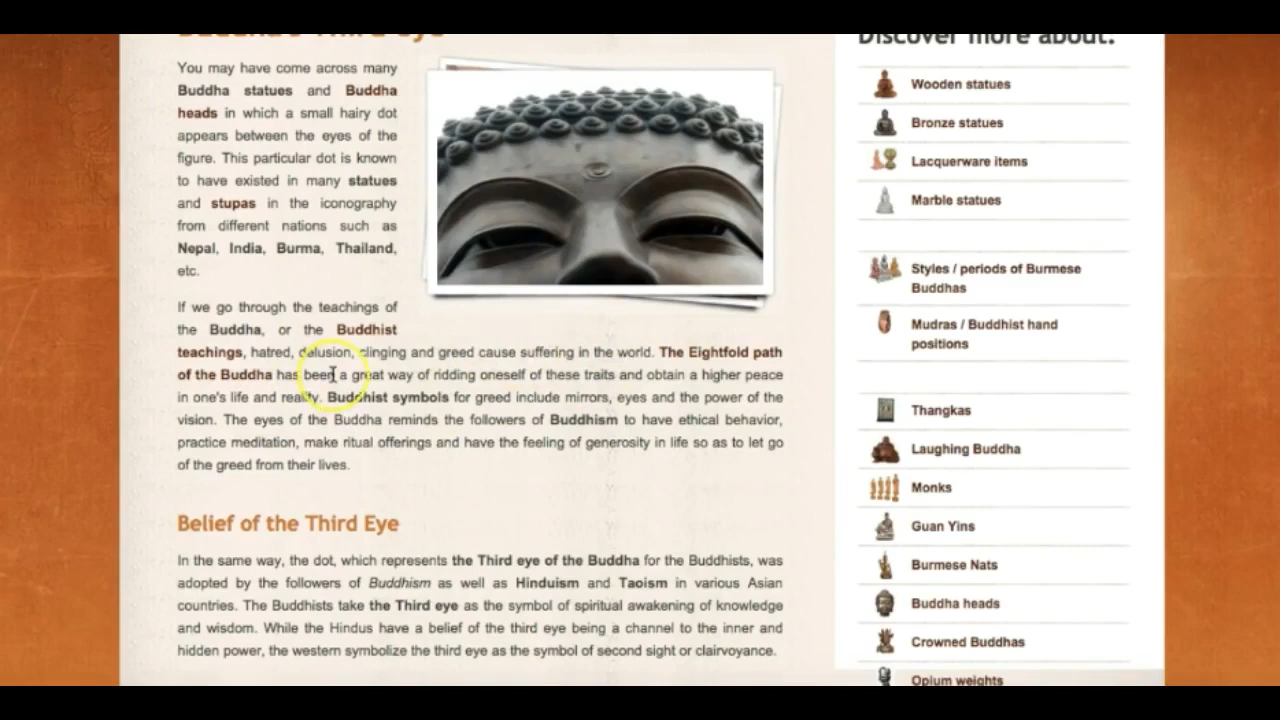 Buddha's Third Eye
You may have come across many
Buddha statues and Buddha
heads in which a small hairy dot
appears between the eyes of the
figure. This particular dot is known
to have existed in many statues
and stupas in the iconography
from different nations such as
Nepal, India, Burma, Thailand,
etc.
If we go through the teachings of
the Buddha, or the Buddhist
teachings, hatred, delusion, clinging and greed cause suffering in the world. The Eightfold path
of the Buddha has been a great way of ridding oneself of these traits and obtain a higher peace
in one's life and reality. Buddhist symbols for greed include mirrors, eyes and the power of the
vision. The eyes of the Buddha reminds the followers of Buddhism to have ethical behavior,
practice meditation, make ritual offerings and have the feeling of generosity in life so as to let go
of the greed from their lives.
Belief of the Third Eye
In the same way, the dot, which represents the Third eye of the Buddha for the Buddhists, was
adopted by the followers of Buddhism as well as Hinduism and Taoism in various Asian
countries. The Buddhists take the Third eye as the symbol of spiritual awakening of knowledge
and wisdom. While the Hindus have a belief of the third eye being a channel to the inner and
hidden power, the western symbolize the third eye as the symbol of second sight or clairvoyance.
Discover more about:
Wooden statues
Bronze statues
Lacquerware items
Marble statues
Styles / periods of Burmese
Buddhas
Mudras / Buddhist hand
positions
Thangkas
Laughing Buddha
Monks
Guan Yins
Burmese Nats
Buddha heads
Crowned Buddhas
Opium weights